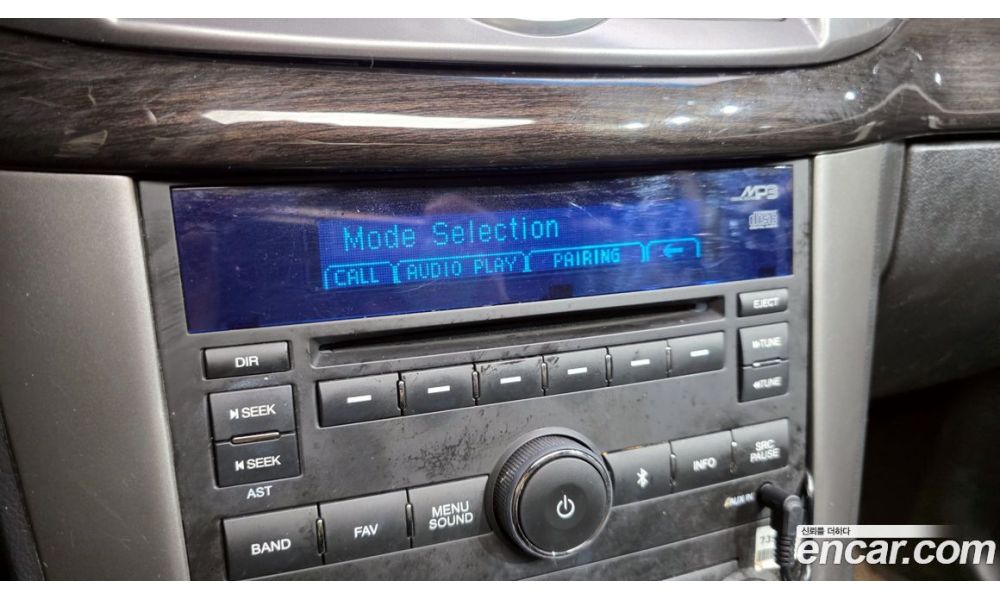 MP3
disc
Mode Selection
CALL AUDIO PLAY PAIRING ←
EJECT
DIR
TUNE
TUNE
SEEK
SEEK
AST
SRC
PAUSE
INFO
AUX IN
MENU
SOUND
FAV
BAND
신뢰를 더하다
encar.com